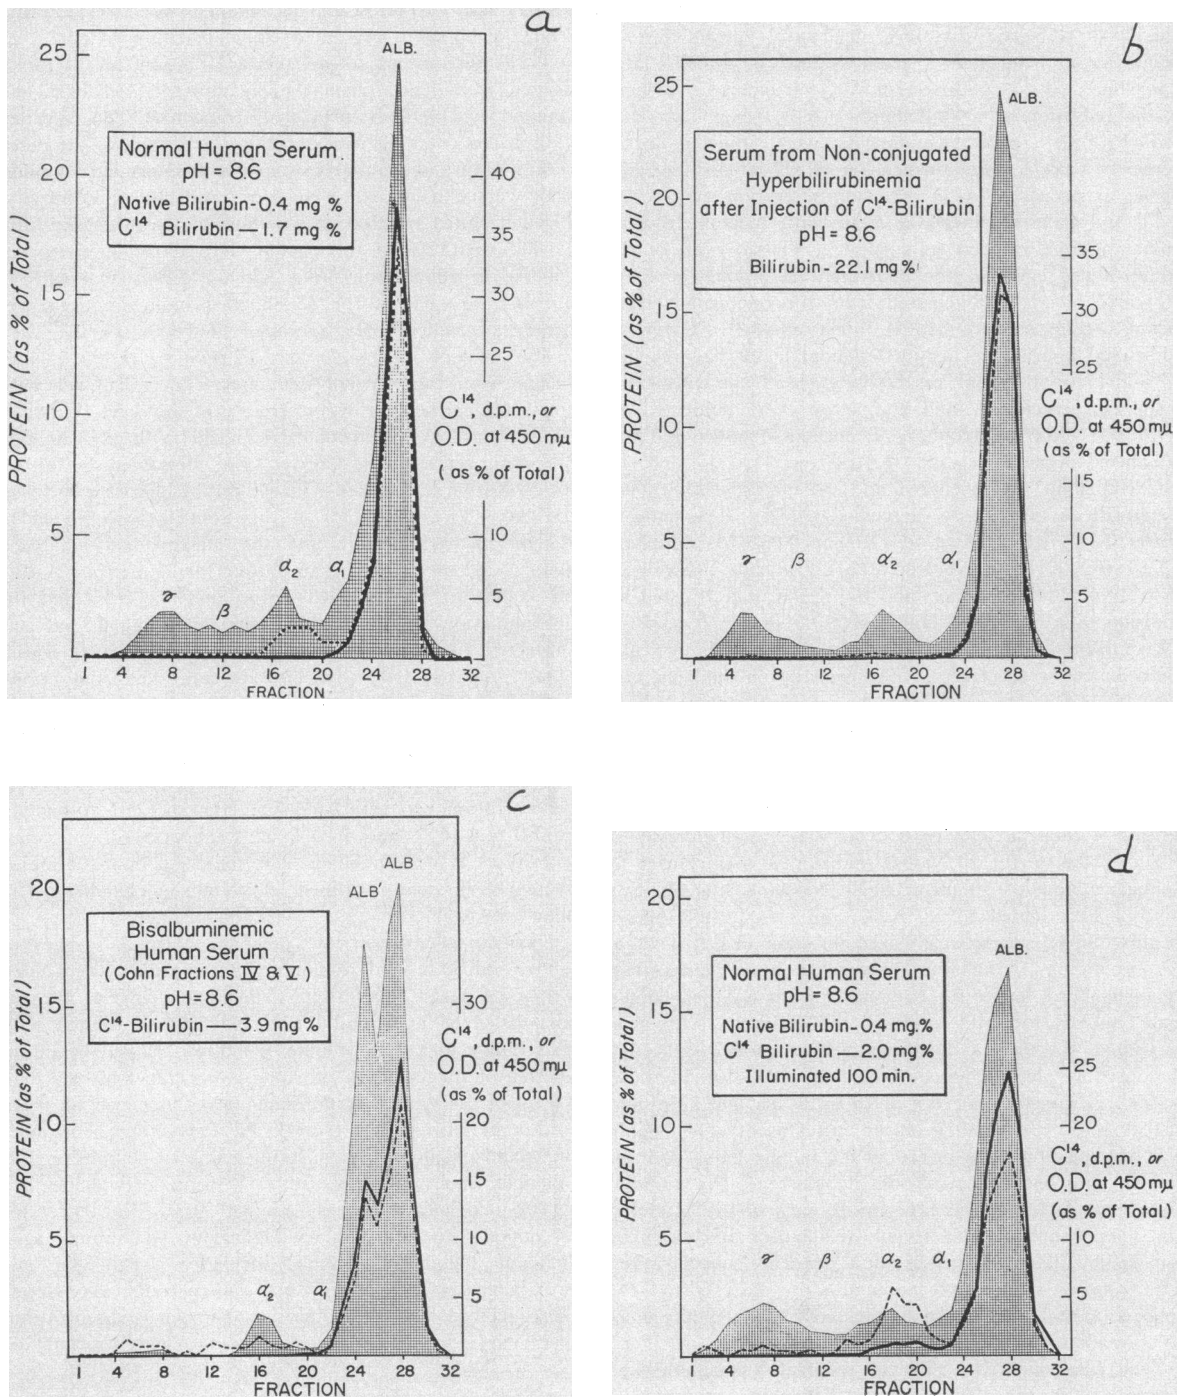 a
25
ALB.
Normal Human Serum
pH = 8.6
Native Bilirubin-0.4 mg %
C¹⁴ Bilirubin — 1.7 mg %
20
40
35
15
30
25
PROTEIN (as % of Total)
C¹⁴, d.p.m., or
O.D. at 450 mμ
(as % of Total)
10
10
5
5
γ
β
α₂
α₁
1 4 8 12 16 20 24 28 32
FRACTION
b
25
ALB.
Serum from Non-conjugated
Hyperbilirubinemia
after Injection of C¹⁴-Bilirubin
pH = 8.6
Bilirubin - 22.1 mg %
20
35
15
30
25
PROTEIN (as % of Total)
C¹⁴, d.p.m., or
O.D. at 450 mμ
(as % of Total)
10
15
10
5
5
γ
β
α₂
α₁
1 4 8 12 16 20 24 28 32
FRACTION
c
ALB
ALB'
20
Bisalbuminemic
Human Serum
(Cohn Fractions IV & V)
pH = 8.6
C¹⁴-Bilirubin — 3.9 mg %
15
30
PROTEIN (as % of Total)
C¹⁴, d.p.m., or
O.D. at 450 mμ
(as % of Total)
10
20
15
10
5
5
α₂
α₁
1 4 8 12 16 20 24 28 32
FRACTION
d
20
ALB.
Normal Human Serum
pH = 8.6
Native Bilirubin-0.4 mg.%
C¹⁴ Bilirubin — 2.0 mg %
Illuminated 100 min.
15
25
20
PROTEIN (as % of Total)
C¹⁴, d.p.m., or
O.D. at 450 mμ
(as % of Total)
10
10
5
5
γ
β
α₂
α₁
1 4 8 12 16 20 24 28 32
FRACTION